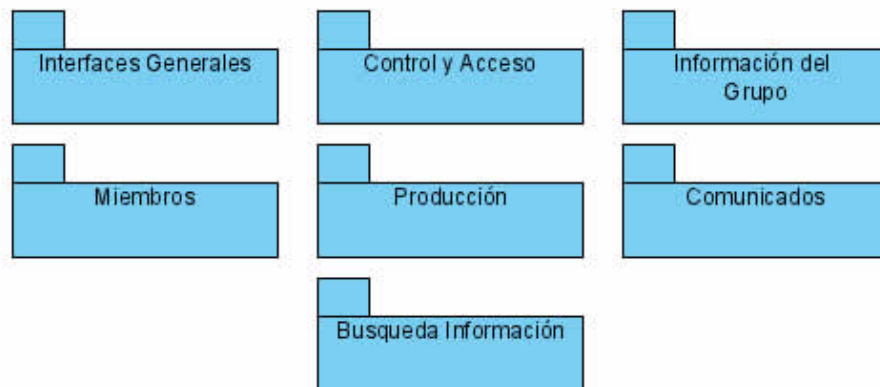 Interfaces Generales
Control y Acceso
Información del
Grupo
Miembros
Producción
Comunicados
Busqueda Información